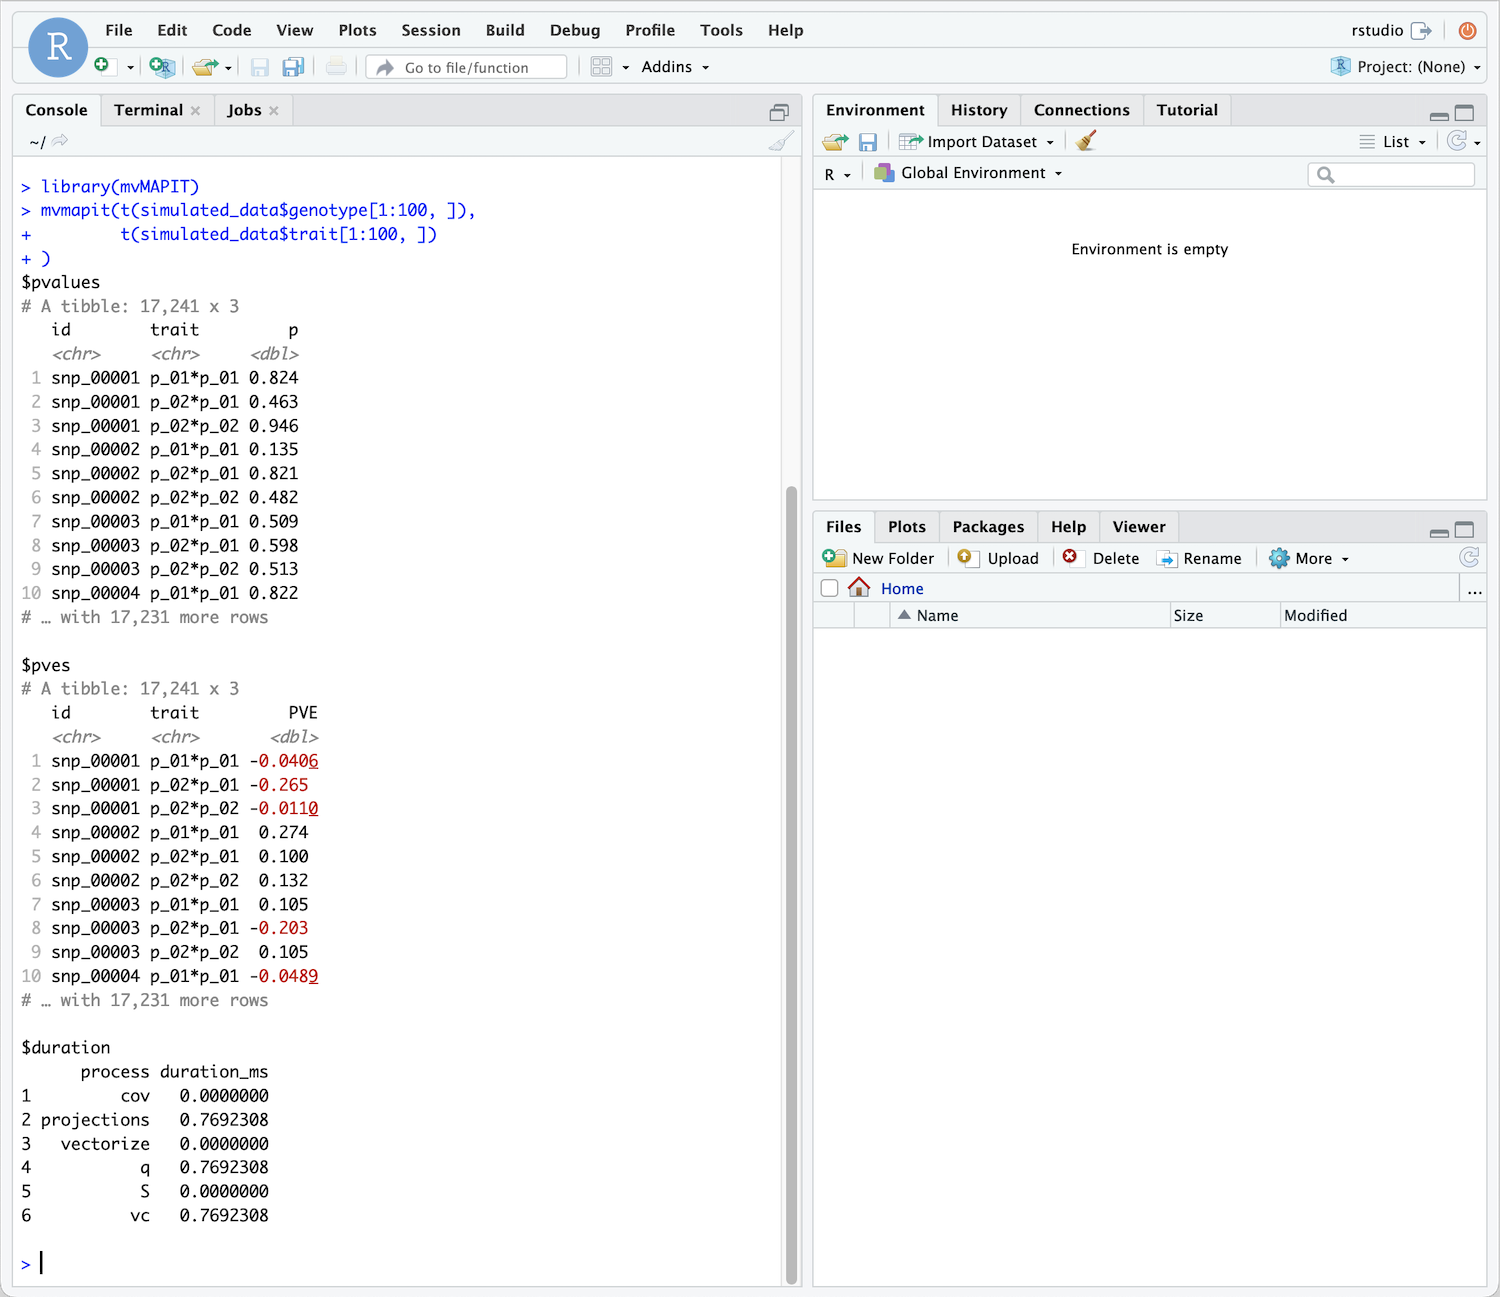 R
File Edit Code View Plots Session Build Debug Profile Tools Help
rstudio
Go to file/function
Addins
R Project: (None)
Console Terminal Jobs
~/
> library(mvMAPIT)
> mvmapit(t(simulated_data$genotype[1:100, ]),
+         t(simulated_data$trait[1:100, ])
+ )
$pvalues
# A tibble: 17,241 x 3
   id        trait         p
   <chr>     <chr>     <dbl>
 1 snp_00001 p_01*p_01 0.824
 2 snp_00001 p_02*p_01 0.463
 3 snp_00001 p_02*p_02 0.946
 4 snp_00002 p_01*p_01 0.135
 5 snp_00002 p_02*p_01 0.821
 6 snp_00002 p_02*p_02 0.482
 7 snp_00003 p_01*p_01 0.509
 8 snp_00003 p_02*p_01 0.598
 9 snp_00003 p_02*p_02 0.513
10 snp_00004 p_01*p_01 0.822
# … with 17,231 more rows
$pves
# A tibble: 17,241 x 3
   id        trait         PVE
   <chr>     <chr>       <dbl>
 1 snp_00001 p_01*p_01 -0.0406
 2 snp_00001 p_02*p_01 -0.265
 3 snp_00001 p_02*p_02 -0.0110
 4 snp_00002 p_01*p_01  0.274
 5 snp_00002 p_02*p_01  0.100
 6 snp_00002 p_02*p_02  0.132
 7 snp_00003 p_01*p_01  0.105
 8 snp_00003 p_02*p_01 -0.203
 9 snp_00003 p_02*p_02  0.105
10 snp_00004 p_01*p_01 -0.0489
# … with 17,231 more rows
$duration
      process duration_ms
1         cov   0.0000000
2 projections   0.7692308
3   vectorize   0.0000000
4           q   0.7692308
5           S   0.0000000
6          vc   0.7692308
>
Environment History Connections Tutorial
Import Dataset List
R Global Environment
Environment is empty
Files Plots Packages Help Viewer
New Folder Upload Delete Rename More
Home ...
Name Size Modified